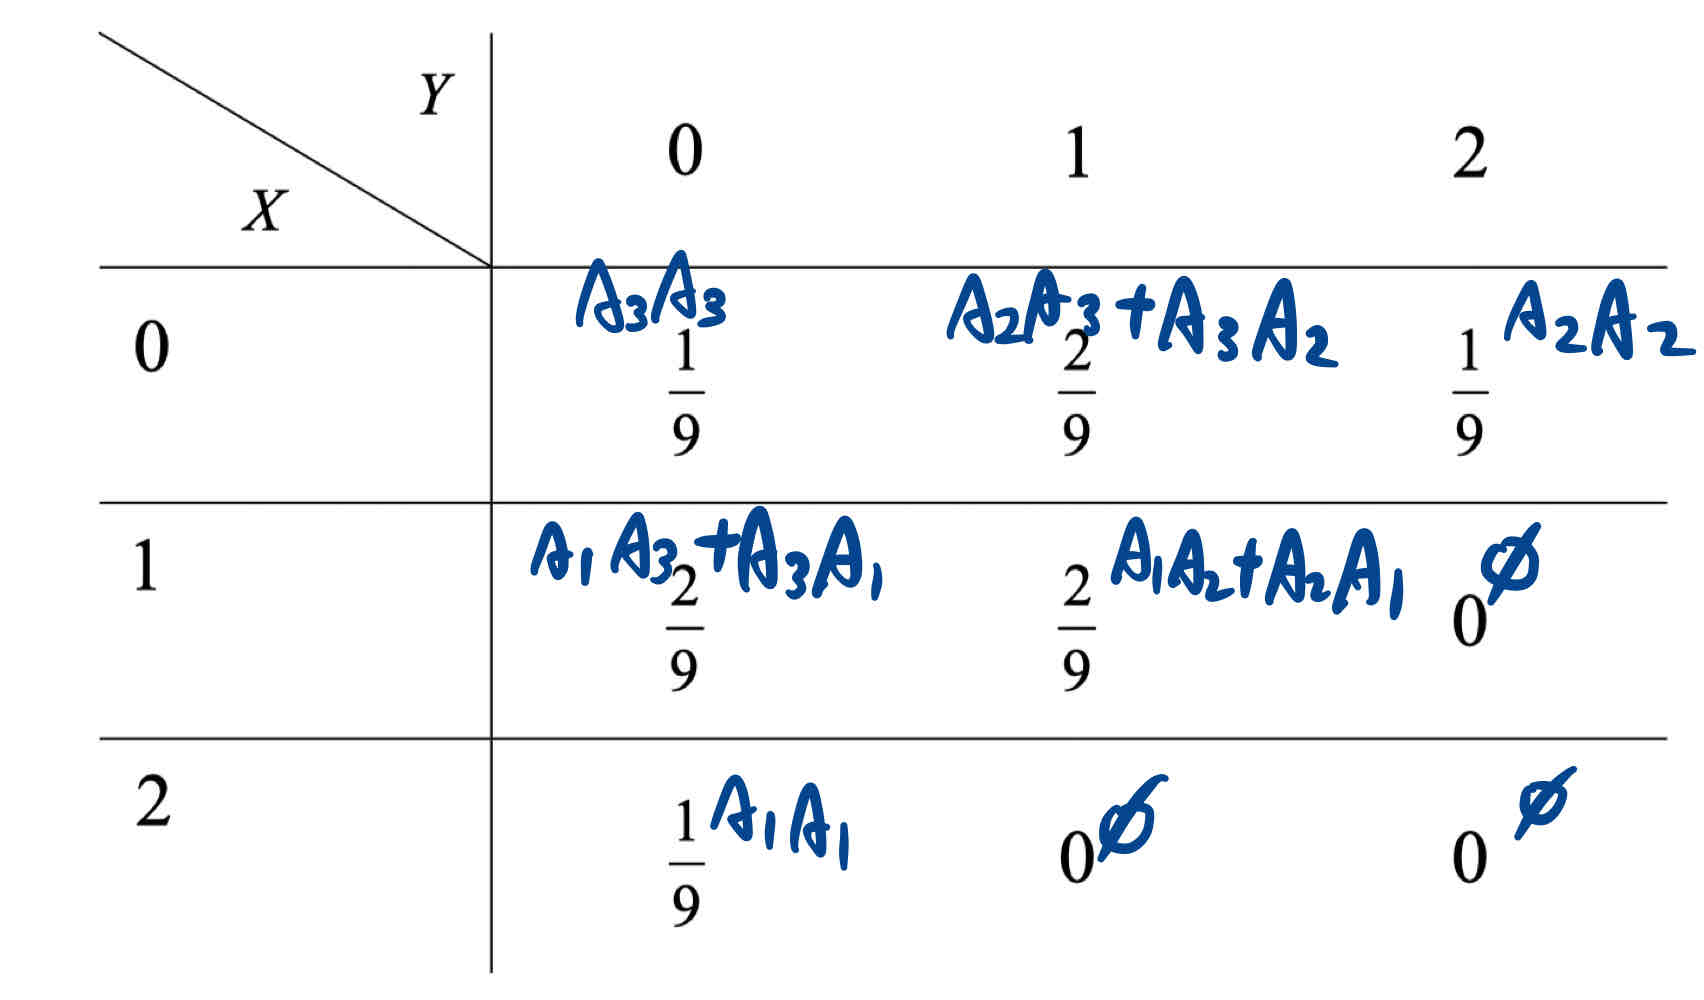 Y
X
0 1 2
A₃A₃ A₂A₃+A₃A₂ A₂A₂
0 1/9 2/9 1/9
A₁A₃+A₃A₁ A₁A₂+A₂A₁ ∅
1 2/9 2/9 0
A₁A₁ ∅ ∅
2 1/9 0 0